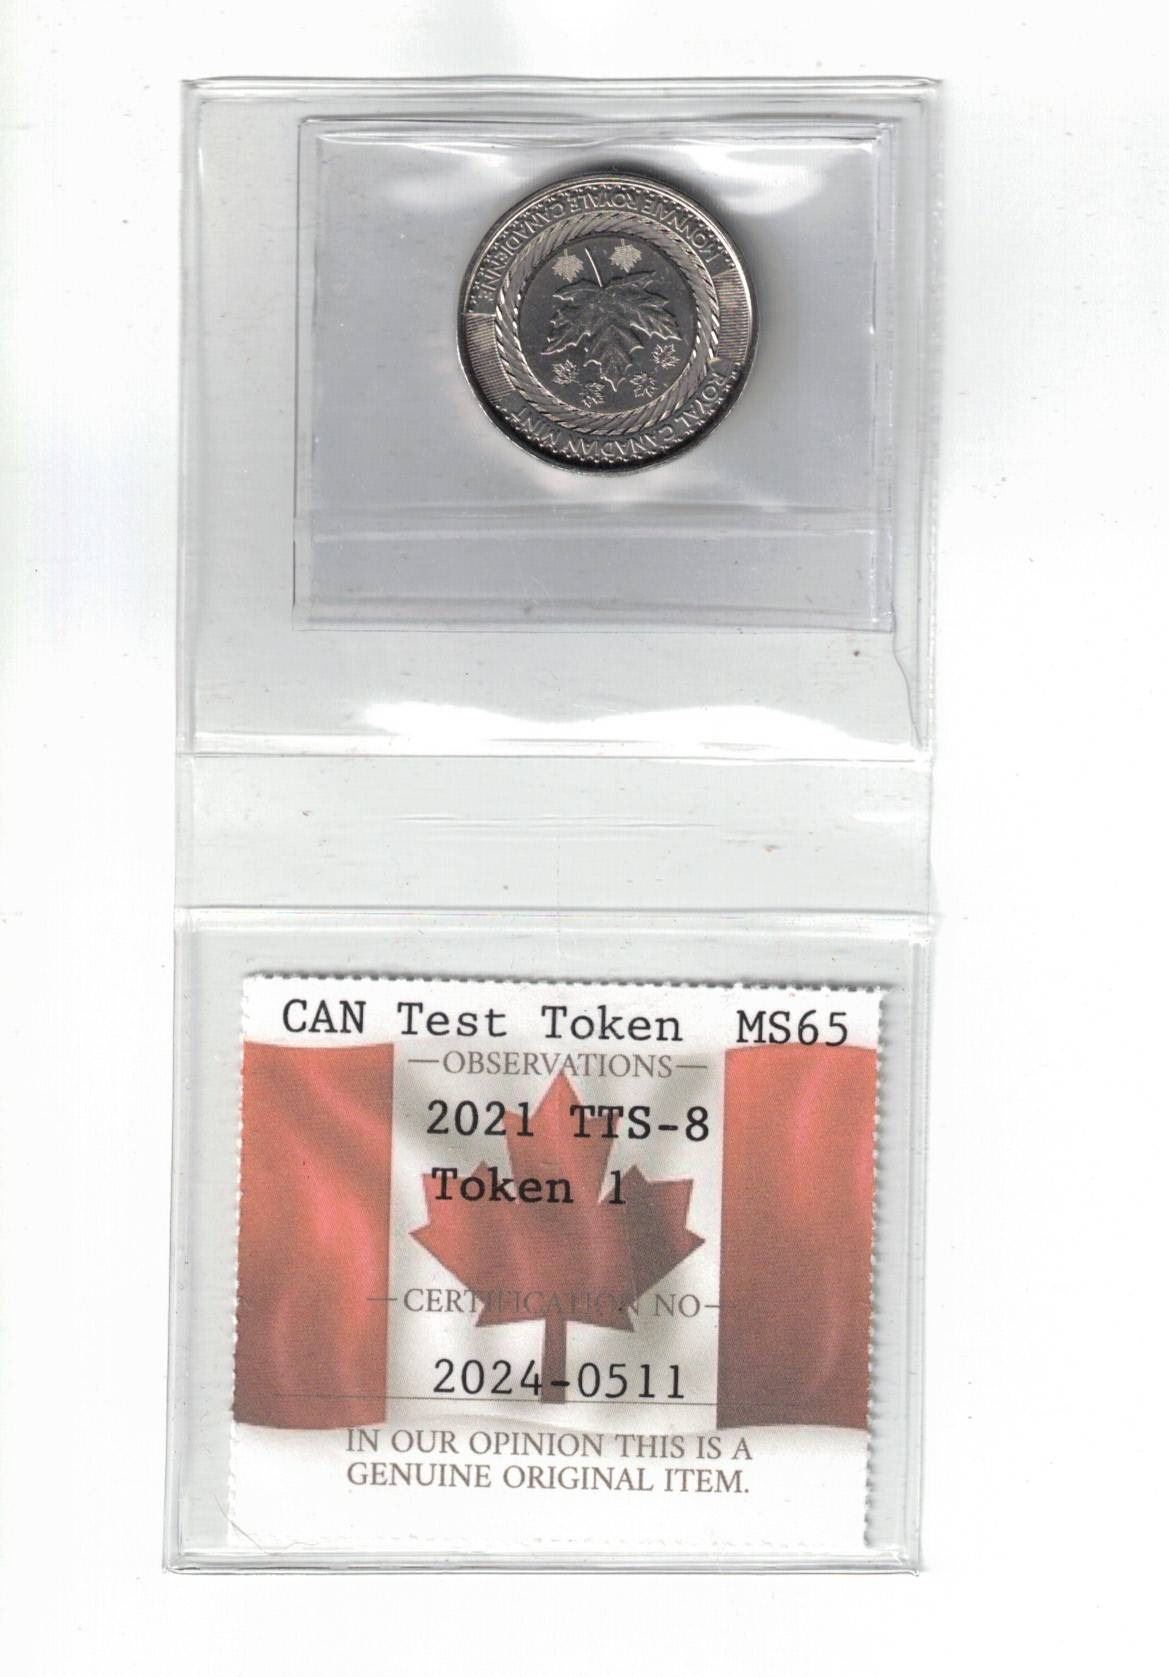 MONNAIE ROYALE CANADIENNE
ROYAL CANADIAN MINT
CAN Test Token MS65
OBSERVATIONS
2021 TTS-8
Token 1
CERTIFICATION NO
2024-0511
IN OUR OPINION THIS IS A
GENUINE ORIGINAL ITEM.